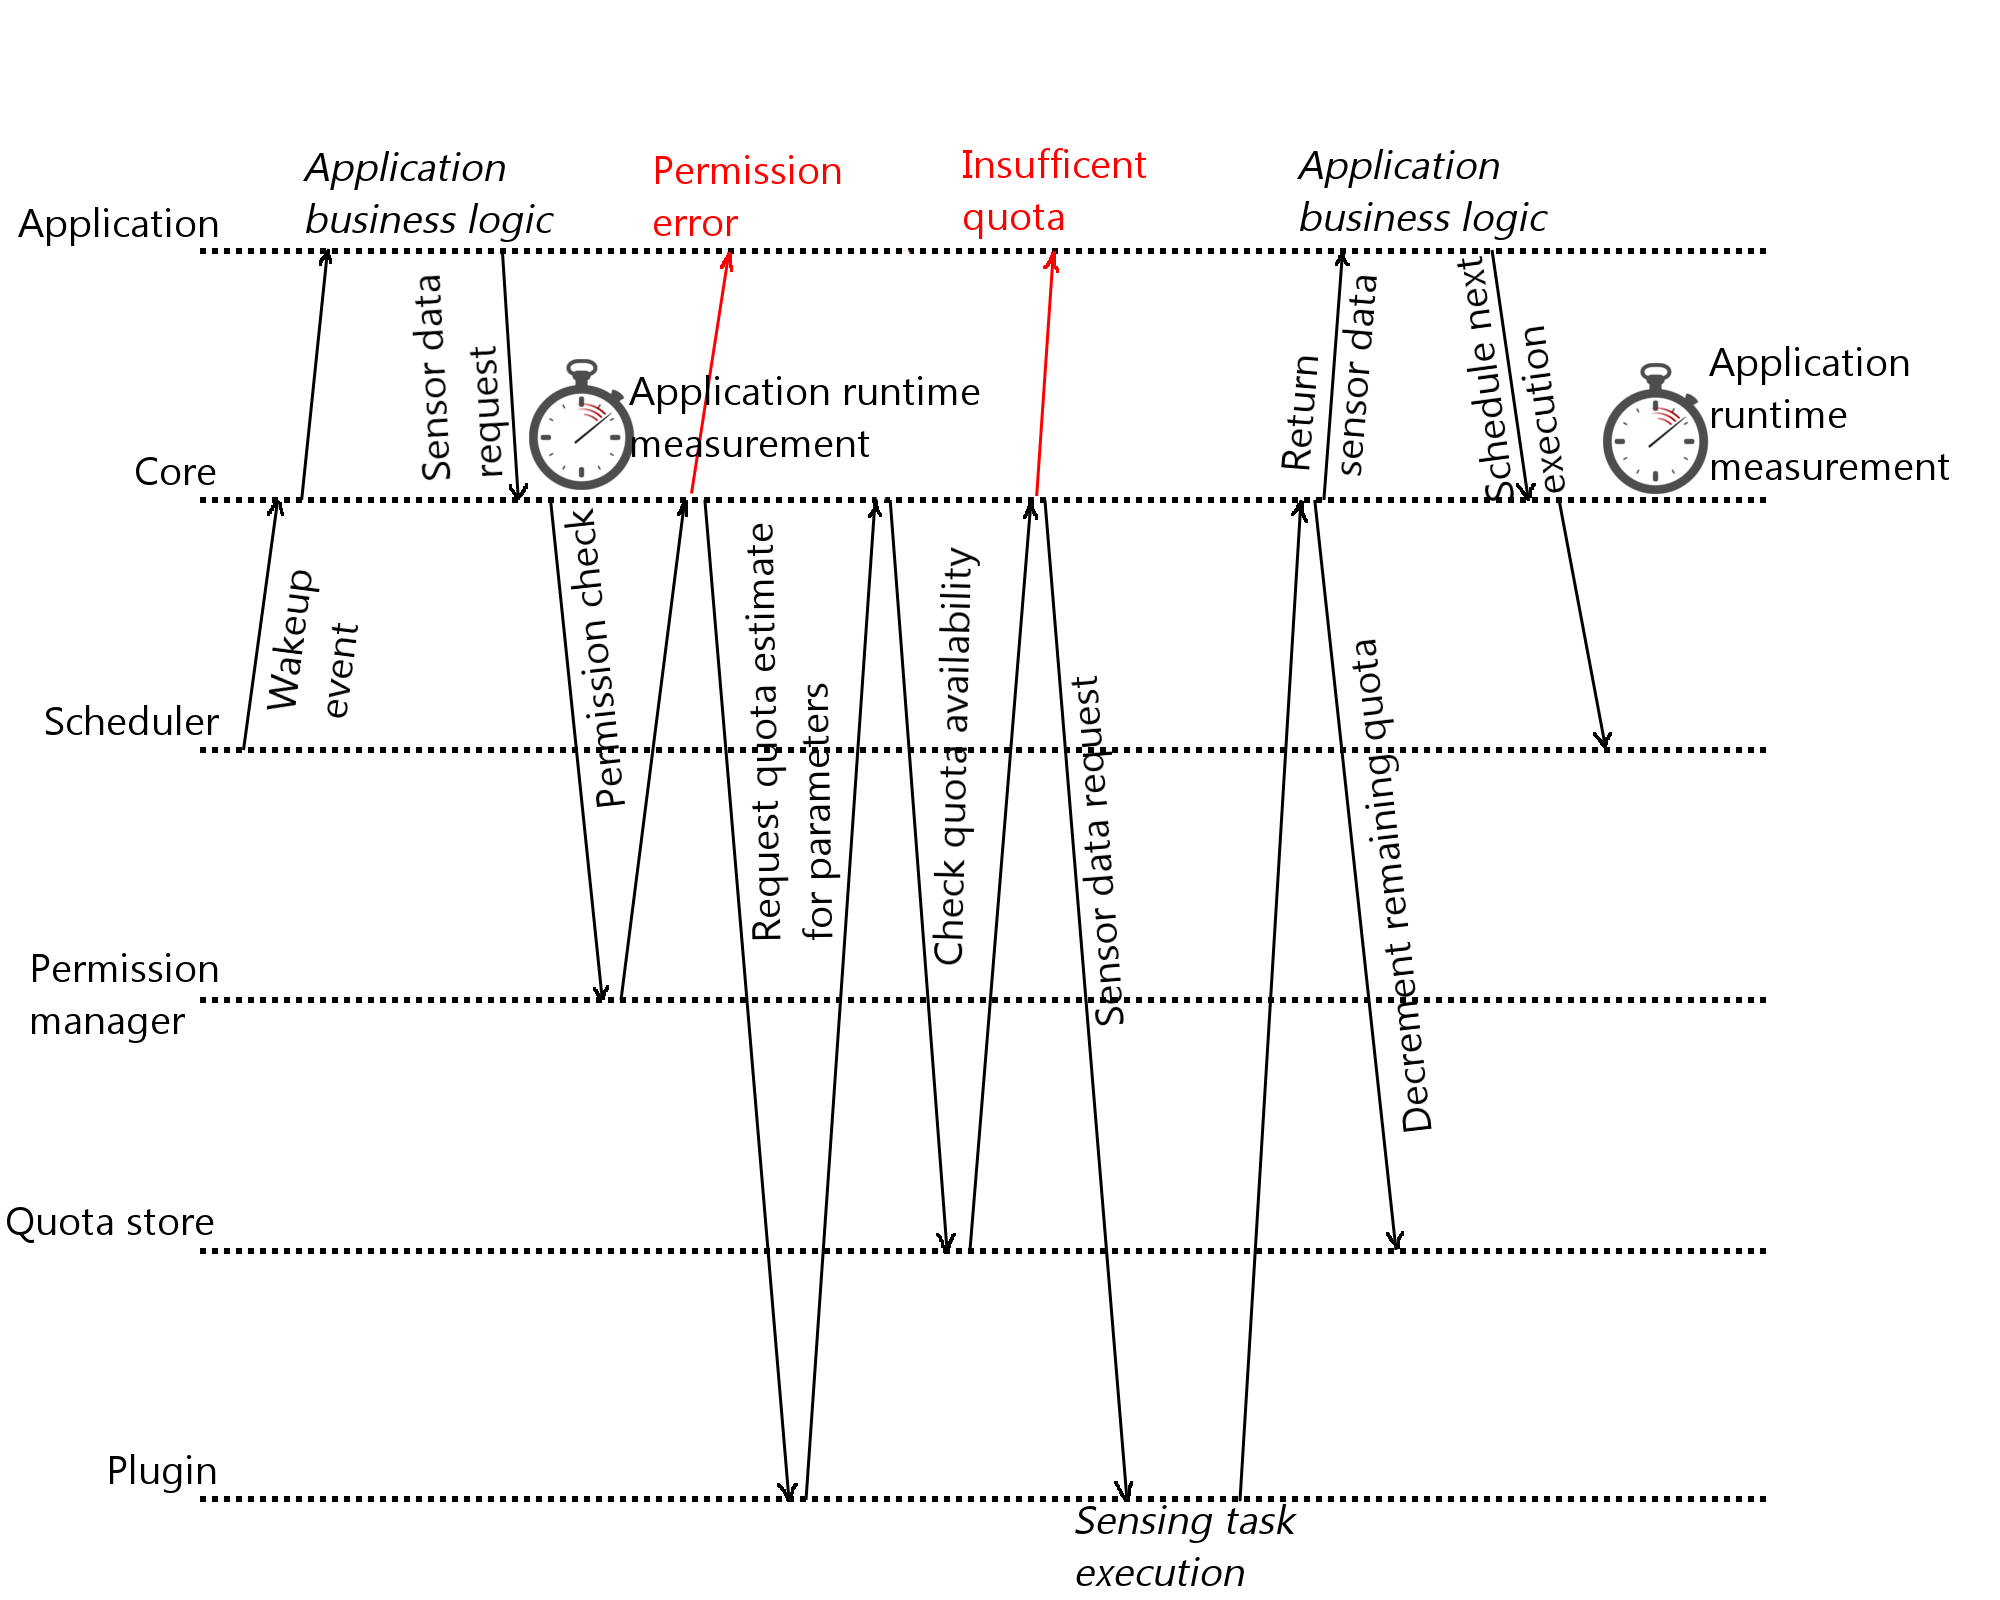 Application
business logic
Permission
error
Insufficent
quota
Application
business logic
Application
Sensor data
request
Application runtime
measurement
Return
sensor data
Schedule next
execution
Application
runtime
measurement
Core
Wakeup
event
Permission check
Request quota estimate
for parameters
Check quota availability
Sensor data request
Decrement remaining quota
Scheduler
Permission
manager
Quota store
Plugin
Sensing task
execution